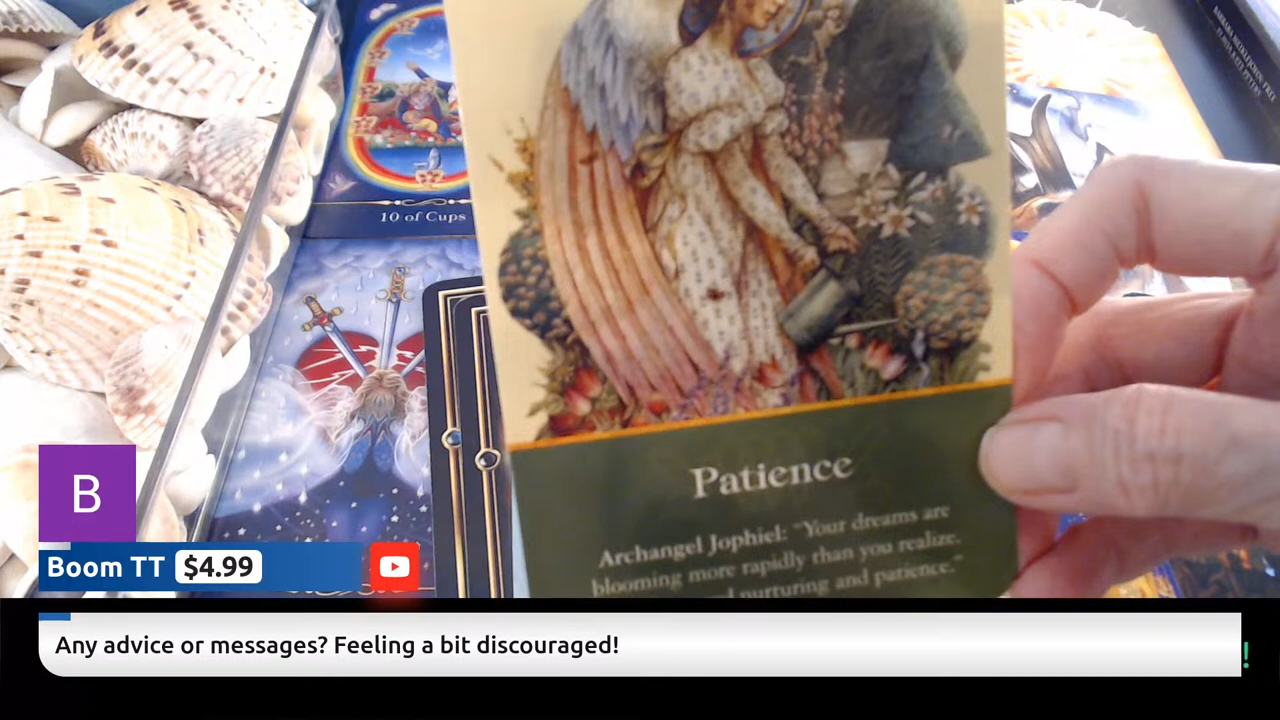 10 of Cups
Patience
Archangel Jophiel: "Your dreams are
blooming more rapidly than you realize.
nurturing and patience."
B
Boom TT $4.99
Any advice or messages? Feeling a bit discouraged!
!